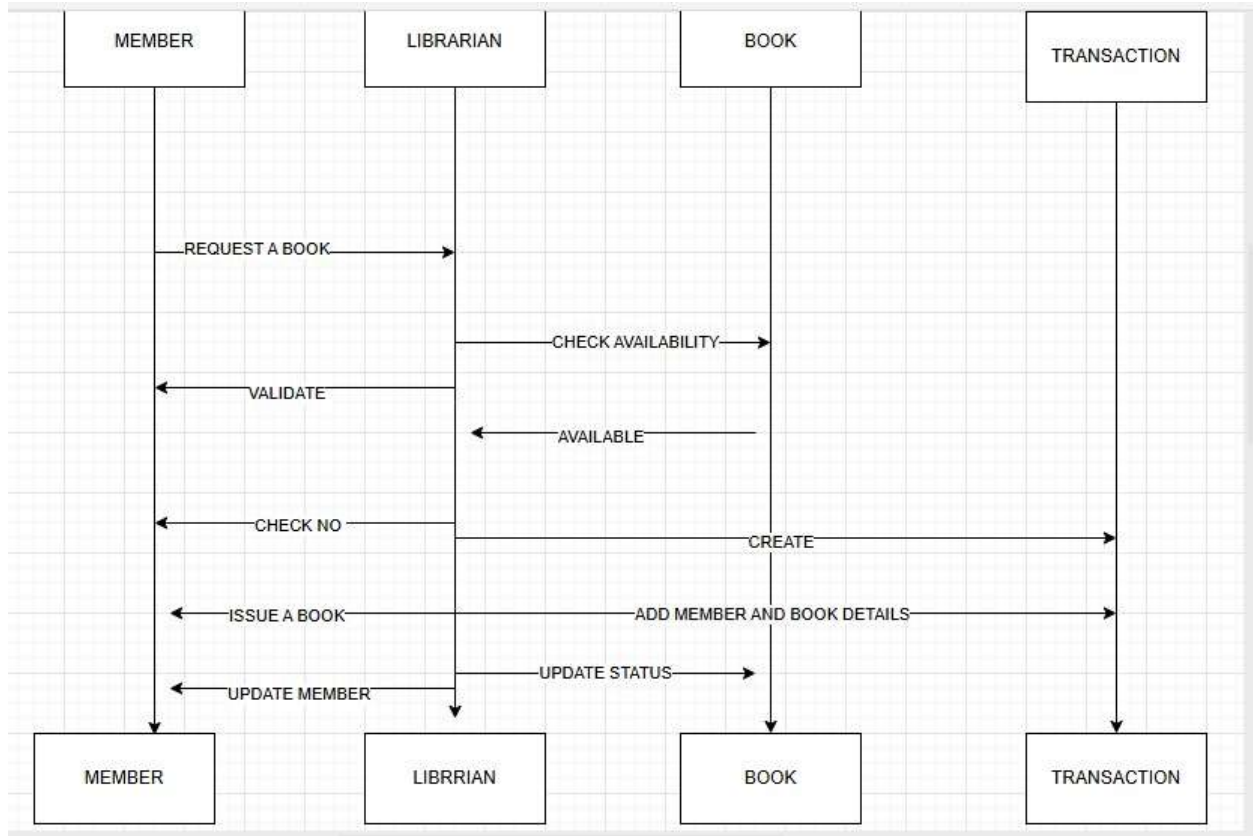 MEMBER
LIBRARIAN
BOOK
TRANSACTION
REQUEST A BOOK
CHECK AVAILABILITY
VALIDATE
AVAILABLE
CHECK NO
CREATE
ISSUE A BOOK
ADD MEMBER AND BOOK DETAILS
UPDATE STATUS
UPDATE MEMBER
MEMBER
LIBRRIAN
BOOK
TRANSACTION